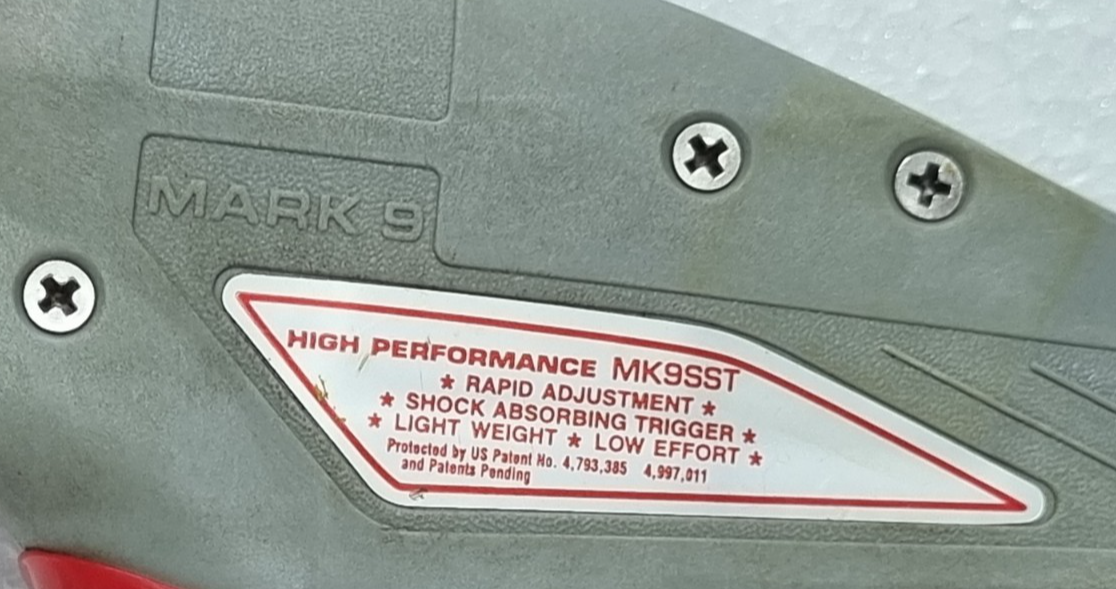 MARK 9
HIGH PERFORMANCE MK9SST
★ RAPID ADJUSTMENT ★
★ SHOCK ABSORBING TRIGGER ★
★ LIGHT WEIGHT ★ LOW EFFORT ★
Protected by US Patent No. 4,793,385 4,997,011
and Patents Pending